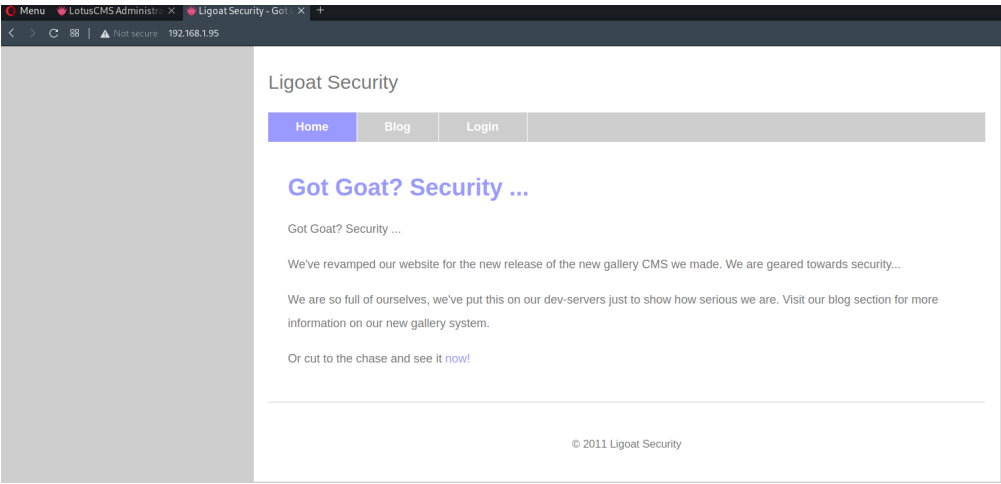 Menu LotusCMS Administra Ligoat Security - Got
Not secure 192.168.1.95
Ligoat Security
Home Blog Login
Got Goat? Security ...
Got Goat? Security ...
We've revamped our website for the new release of the new gallery CMS we made. We are geared towards security...
We are so full of ourselves, we've put this on our dev-servers just to show how serious we are. Visit our blog section for more
information on our new gallery system.
Or cut to the chase and see it now!
© 2011 Ligoat Security